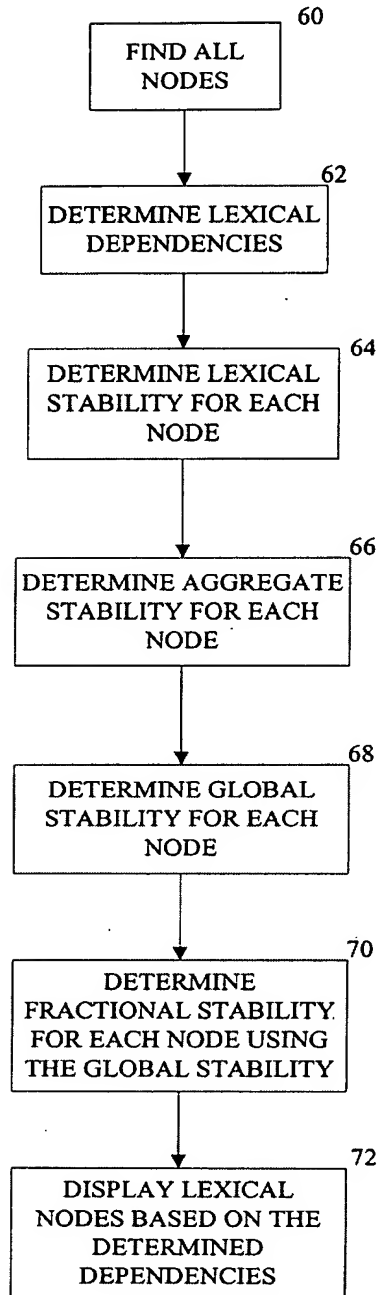 60
FIND ALL
NODES
62
DETERMINE LEXICAL
DEPENDENCIES
64
DETERMINE LEXICAL
STABILITY FOR EACH
NODE
66
DETERMINE AGGREGATE
STABILITY FOR EACH
NODE
68
DETERMINE GLOBAL
STABILITY FOR EACH
NODE
70
DETERMINE
FRACTIONAL STABILITY
FOR EACH NODE USING
THE GLOBAL STABILITY
72
DISPLAY LEXICAL
NODES BASED ON THE
DETERMINED
DEPENDENCIES